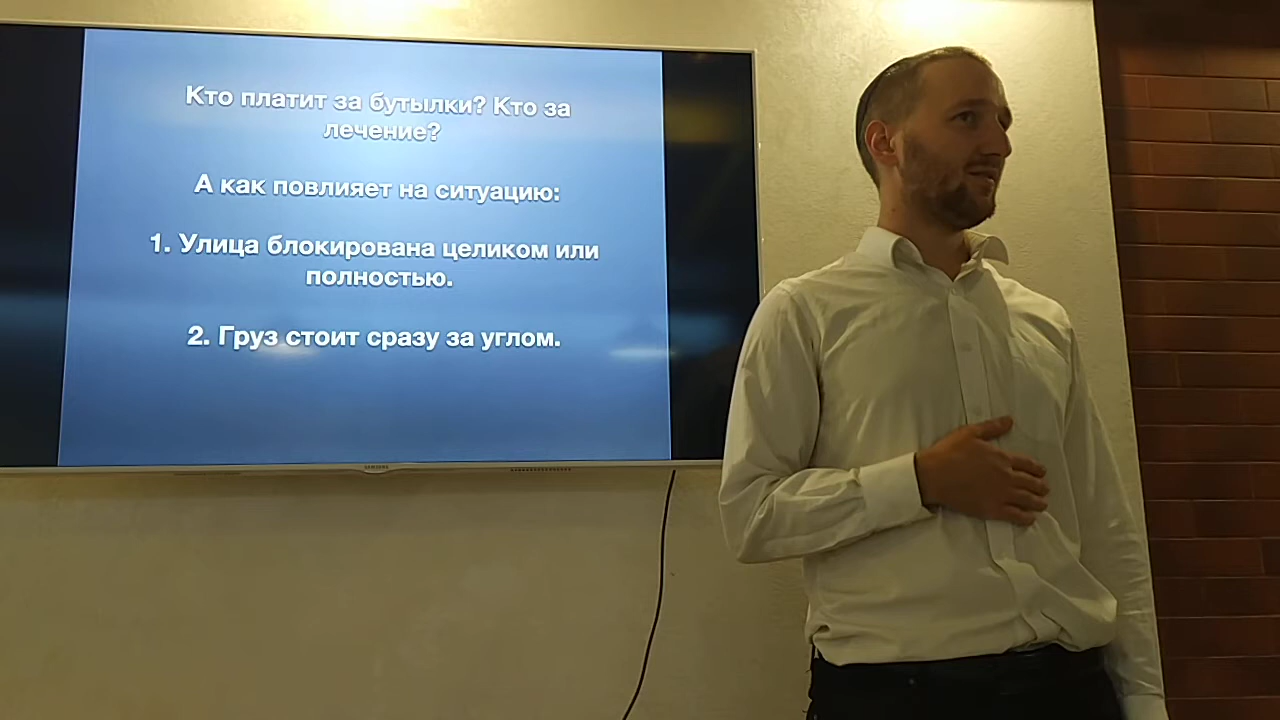 Кто платит за бутылки? Кто за
лечение?
А как повлияет на ситуацию:
1. Улица блокирована целиком или
полностью.
2. Груз стоит сразу за углом.
SAMSUNG